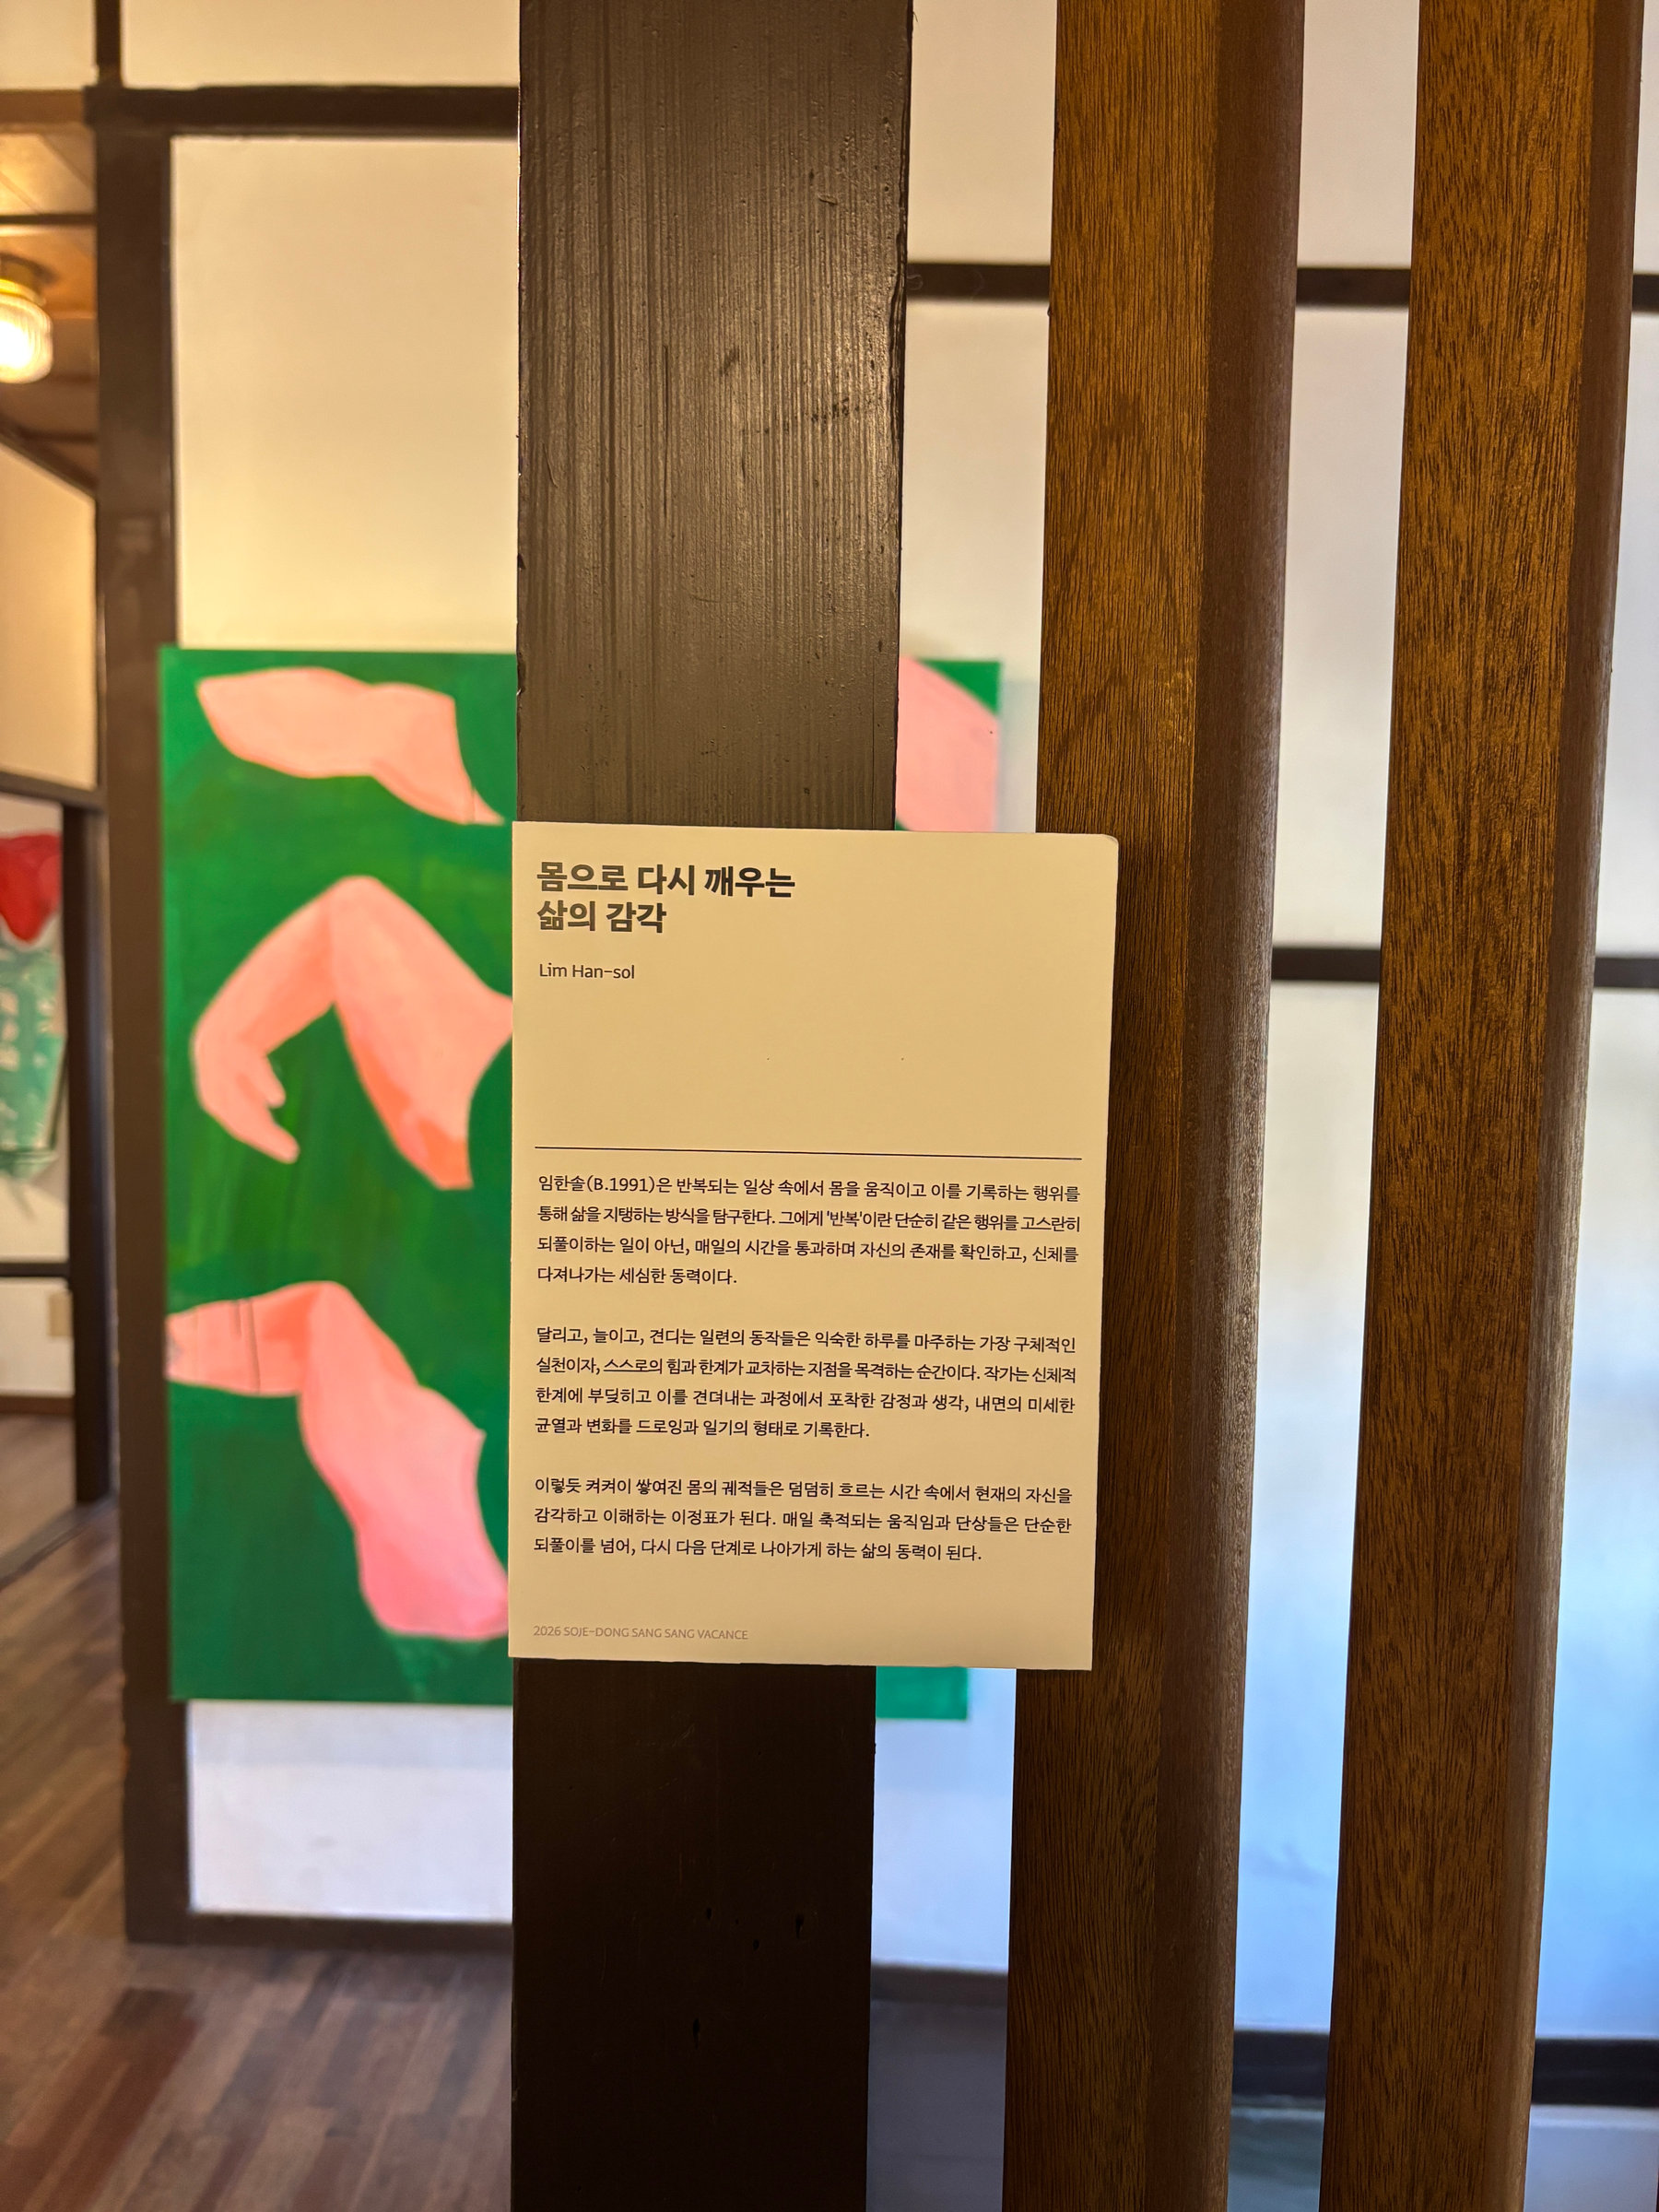 몸으로 다시 깨우는
삶의 감각
Lim Han-sol
임한솔(B.1991)은 반복되는 일상 속에서 몸을 움직이고 이를 기록하는 행위를
통해 삶을 지탱하는 방식을 탐구한다. 그에게 '반복'이란 단순히 같은 행위를 고스란히
되풀이하는 일이 아닌, 매일의 시간을 통과하며 자신의 존재를 확인하고, 신체를
다져나가는 세심한 동력이다.
달리고, 늘이고, 견디는 일련의 동작들은 익숙한 하루를 마주하는 가장 구체적인
실천이자, 스스로의 힘과 한계가 교차하는 지점을 목격하는 순간이다. 작가는 신체적
한계에 부딪히고 이를 견뎌내는 과정에서 포착한 감정과 생각, 내면의 미세한
균열과 변화를 드로잉과 일기의 형태로 기록한다.
이렇듯 켜켜이 쌓여진 몸의 궤적들은 덤덤히 흐르는 시간 속에서 현재의 자신을
감각하고 이해하는 이정표가 된다. 매일 축적되는 움직임과 단상들은 단순한
되풀이를 넘어, 다시 다음 단계로 나아가게 하는 삶의 동력이 된다.
2026 SOJE-DONG SANG SANG VACANCE